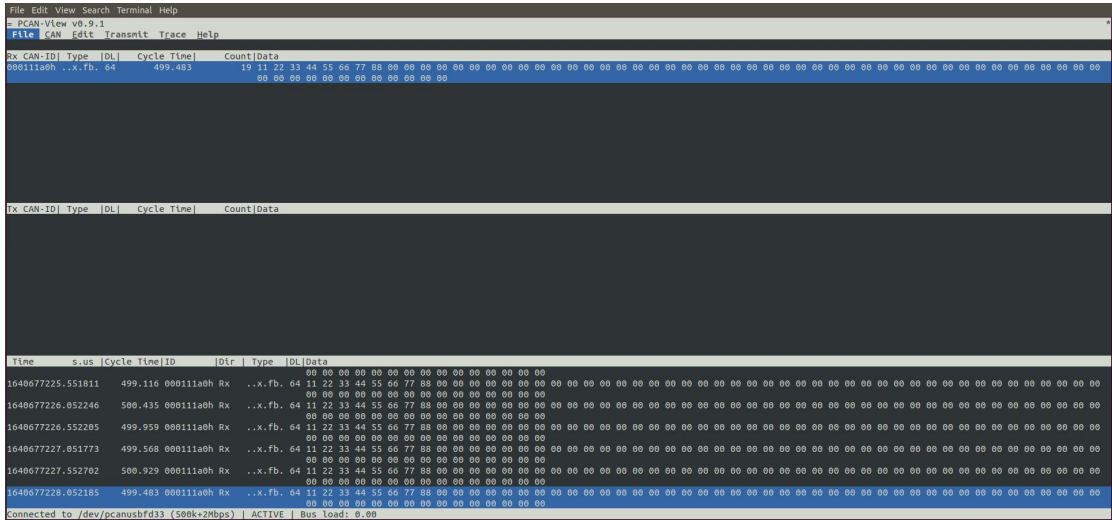 File Edit View Search Terminal Help
= PCAN-View v0.9.1 *
File CAN Edit Transmit Trace Help
Rx CAN-ID| Type |DL| Cycle Time| Count|Data
000111a0h ..x.fb. 64 499.483 19 11 22 33 44 55 66 77 88 00 00 00 00 00 00 00 00 00 00 00 00 00 00 00 00 00 00 00 00 00 00 00 00 00 00 00 00 00 00 00 00 00 00 00 00 00 00 00 00 00 00 00 00
00 00 00 00 00 00 00 00 00 00 00 00
Tx CAN-ID| Type |DL| Cycle Time| Count|Data
Time s.us |Cycle Time|ID |Dir | Type |DL|Data
00 00 00 00 00 00 00 00 00 00 00 00 00 00 00
1640677225.551811 499.116 000111a0h Rx ..x.fb. 64 11 22 33 44 55 66 77 88 00 00 00 00 00 00 00 00 00 00 00 00 00 00 00 00 00 00 00 00 00 00 00 00 00 00 00 00 00 00 00 00 00 00 00 00 00 00 00 00 00
00 00 00 00 00 00 00 00 00 00 00 00 00 00 00
1640677226.052246 500.435 000111a0h Rx ..x.fb. 64 11 22 33 44 55 66 77 88 00 00 00 00 00 00 00 00 00 00 00 00 00 00 00 00 00 00 00 00 00 00 00 00 00 00 00 00 00 00 00 00 00 00 00 00 00 00 00 00 00
00 00 00 00 00 00 00 00 00 00 00 00 00 00 00
1640677226.552205 499.959 000111a0h Rx ..x.fb. 64 11 22 33 44 55 66 77 88 00 00 00 00 00 00 00 00 00 00 00 00 00 00 00 00 00 00 00 00 00 00 00 00 00 00 00 00 00 00 00 00 00 00 00 00 00 00 00 00 00
00 00 00 00 00 00 00 00 00 00 00 00 00 00 00
1640677227.051773 499.568 000111a0h Rx ..x.fb. 64 11 22 33 44 55 66 77 88 00 00 00 00 00 00 00 00 00 00 00 00 00 00 00 00 00 00 00 00 00 00 00 00 00 00 00 00 00 00 00 00 00 00 00 00 00 00 00 00 00
00 00 00 00 00 00 00 00 00 00 00 00 00 00 00
1640677227.552702 500.929 000111a0h Rx ..x.fb. 64 11 22 33 44 55 66 77 88 00 00 00 00 00 00 00 00 00 00 00 00 00 00 00 00 00 00 00 00 00 00 00 00 00 00 00 00 00 00 00 00 00 00 00 00 00 00 00 00 00
00 00 00 00 00 00 00 00 00 00 00 00 00 00 00
1640677228.052185 499.483 000111a0h Rx ..x.fb. 64 11 22 33 44 55 66 77 88 00 00 00 00 00 00 00 00 00 00 00 00 00 00 00 00 00 00 00 00 00 00 00 00 00 00 00 00 00 00 00 00 00 00 00 00 00 00 00 00 00
00 00 00 00 00 00 00 00 00 00 00 00 00 00 00
Connected to /dev/pcanusbfd33 (500k+2Mbps) | ACTIVE | Bus load: 0.00